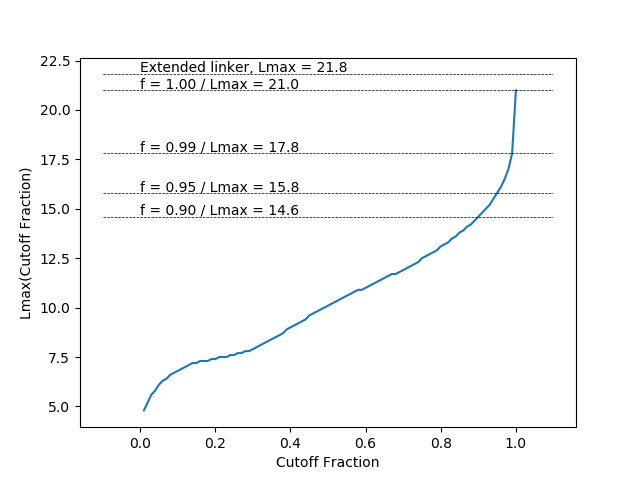 22.5
20.0
17.5
15.0
12.5
10.0
7.5
5.0
Lmax(Cutoff Fraction)
Extended linker, Lmax = 21.8
f = 1.00 / Lmax = 21.0
f = 0.99 / Lmax = 17.8
f = 0.95 / Lmax = 15.8
f = 0.90 / Lmax = 14.6
0.0 0.2 0.4 0.6 0.8 1.0
Cutoff Fraction